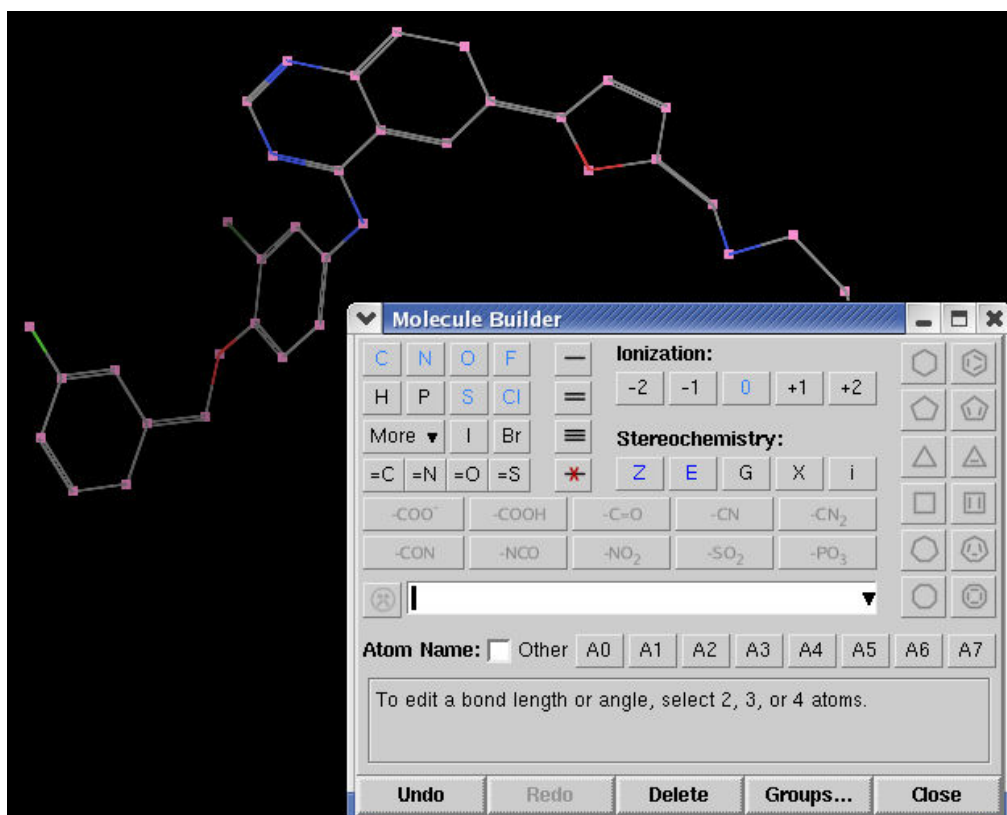 Molecule Builder
C N O F
H P S Cl
More I Br
=C =N =O =S
Ionization:
-2 -1 0 +1 +2
Stereochemistry:
Z E G X i
-COO⁻ -COOH -C=O -CN -CN₂
-CON -NCO -NO₂ -SO₂ -PO₃
Atom Name: Other A0 A1 A2 A3 A4 A5 A6 A7
To edit a bond length or angle, select 2, 3, or 4 atoms.
Undo Redo Delete Groups... Close